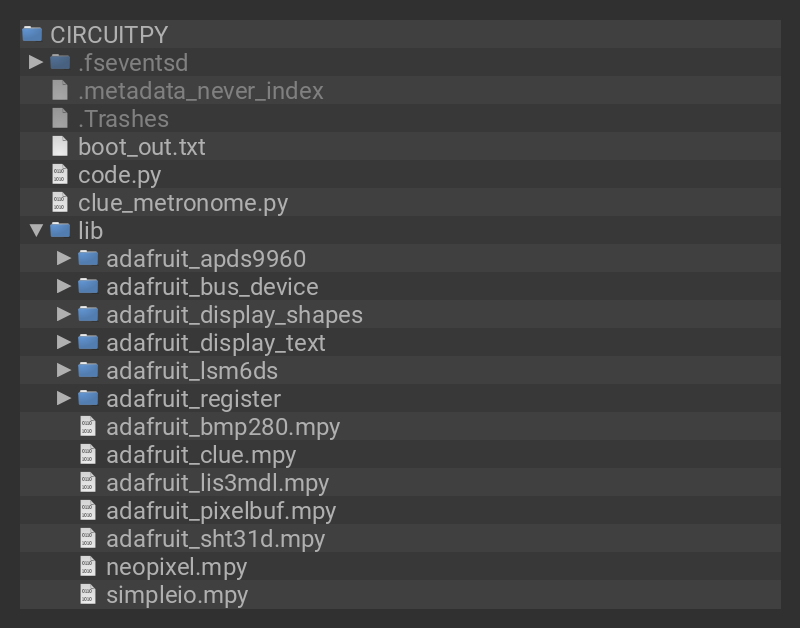 CIRCUITPY
.fseventsd
.metadata_never_index
.Trashes
boot_out.txt
code.py
clue_metronome.py
lib
adafruit_apds9960
adafruit_bus_device
adafruit_display_shapes
adafruit_display_text
adafruit_lsm6ds
adafruit_register
adafruit_bmp280.mpy
adafruit_clue.mpy
adafruit_lis3mdl.mpy
adafruit_pixelbuf.mpy
adafruit_sht31d.mpy
neopixel.mpy
simpleio.mpy